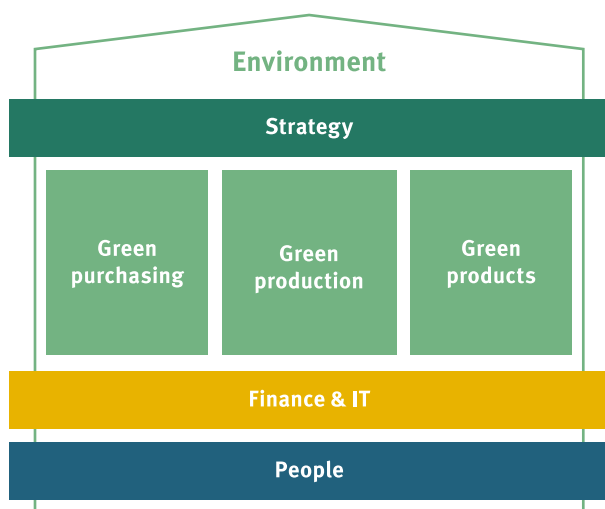 Environment
Strategy
Green
purchasing
Green
production
Green
products
Finance & IT
People